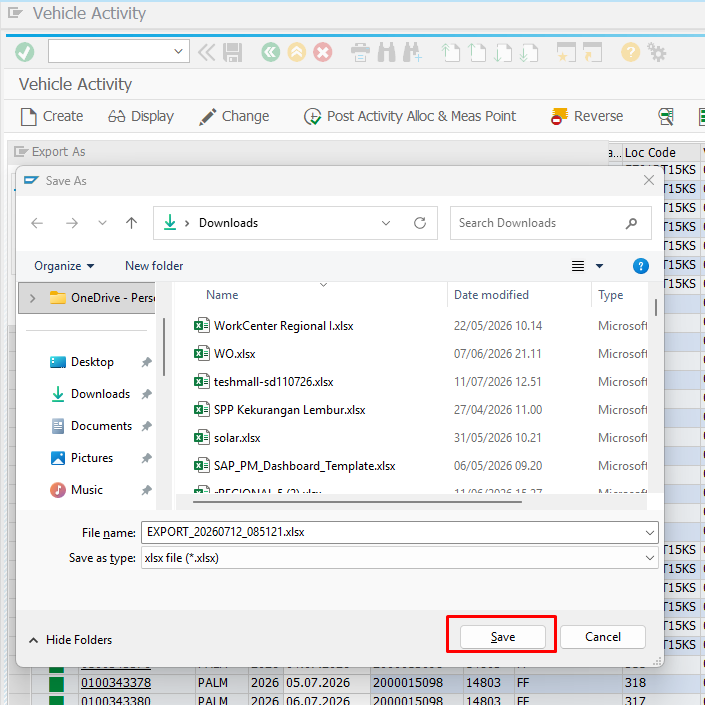 Vehicle Activity
Vehicle Activity
Create Display Change Post Activity Alloc & Meas Point Reverse
Export As
a... Loc Code
T15KS
Save As
T15KS
Downloads
Search Downloads
T15KS
T15KS
Organize New folder
T15KS
T15KS
Name Date modified Type
OneDrive - Perso
WorkCenter Regional I.xlsx 22/05/2026 10.14 Microsoft
WO.xlsx 07/06/2026 21.11 Microsoft
Desktop
teshmall-sd110726.xlsx 11/07/2026 12.51 Microsoft
Downloads
SPP Kekurangan Lembur.xlsx 27/04/2026 11.00 Microsoft
Documents
solar.xlsx 31/05/2026 10.21 Microsoft
Pictures
SAP_PM_Dashboard_Template.xlsx 06/05/2026 09.20 Microsoft
Music
File name: EXPORT_20260712_085121.xlsx
Save as type: xlsx file (*.xlsx)
T15KS
T15KS
T15KS
T15KS
T15KS
Hide Folders
Save Cancel
0100343378 PALM 2026 05.07.2026 2000015098 14803 FF 318
0100343380 PALM 2026 06.07.2026 2000015098 14803 FF 317